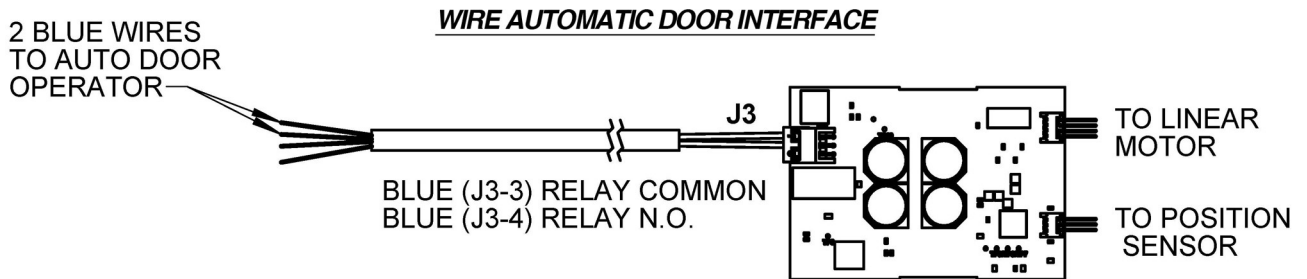 WIRE AUTOMATIC DOOR INTERFACE
2 BLUE WIRES
TO AUTO DOOR
OPERATOR
J3
BLUE (J3-3) RELAY COMMON
BLUE (J3-4) RELAY N.O.
TO LINEAR
MOTOR
TO POSITION
SENSOR